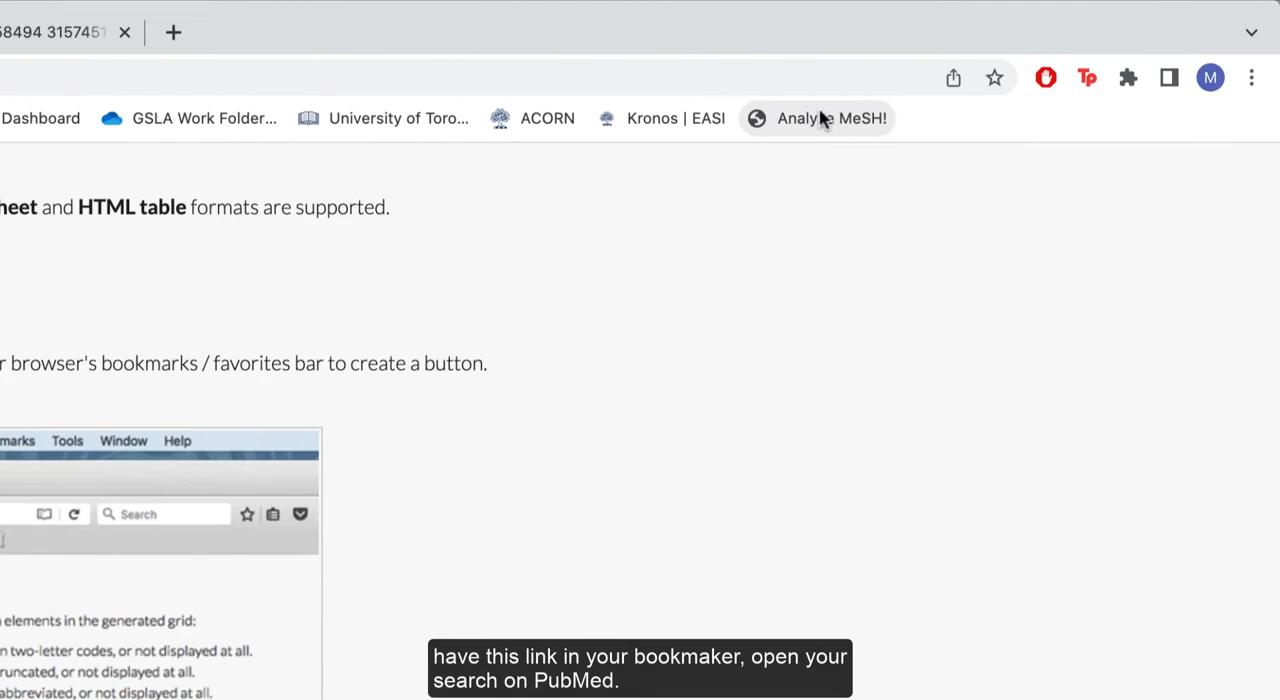 58494 315745
M
Dashboard GSLA Work Folder... University of Toro... ACORN Kronos | EASI Analyze MeSH!
heet and HTML table formats are supported.
r browser's bookmarks / favorites bar to create a button.
marks Tools Window Help
Search
elements in the generated grid:
n two-letter codes, or not displayed at all.
runcated, or not displayed at all.
abbreviated, or not displayed at all.
have this link in your bookmaker, open your
search on PubMed.